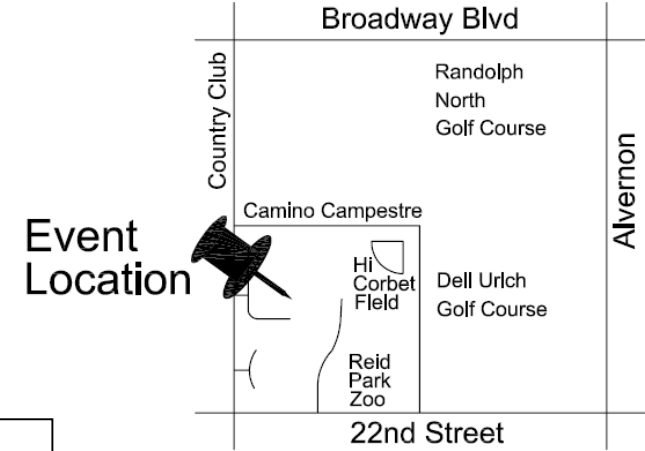 Broadway Blvd
Country Club
Randolph
North
Golf Course
Alvernon
Camino Campestre
Event
Location
Hi
Corbet
Field
Dell Urich
Golf Course
Reid
Park
Zoo
22nd Street